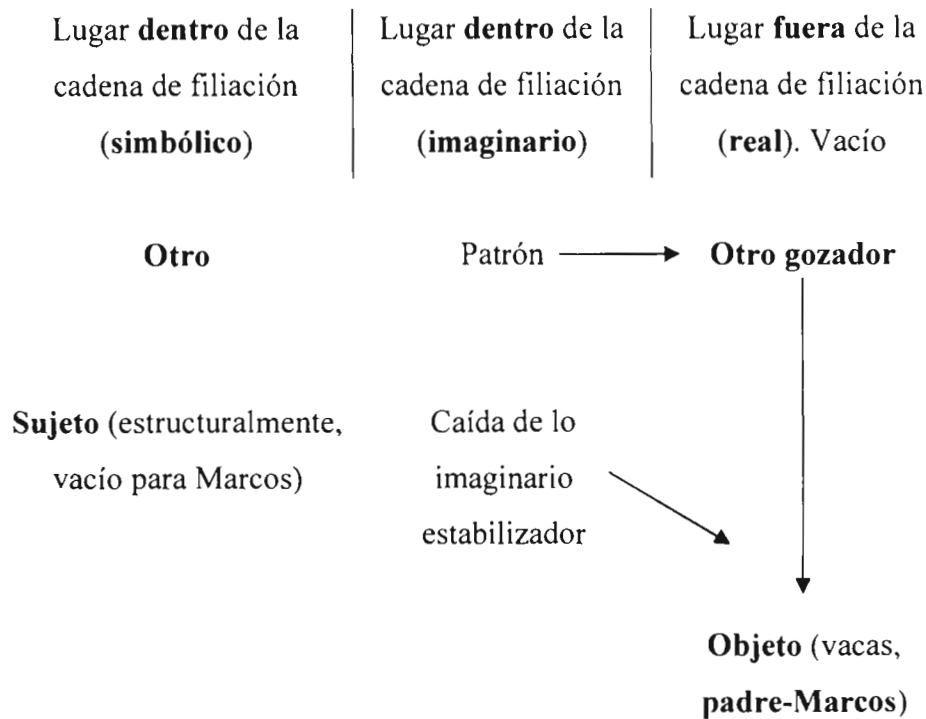 Lugar dentro de la
cadena de filiación
(simbólico)
Lugar dentro de la
cadena de filiación
(imaginario)
Lugar fuera de la
cadena de filiación
(real). Vacío
Otro
Patrón
Otro gozador
Sujeto (estructuralmente,
vacío para Marcos)
Caída de lo
imaginario
estabilizador
Objeto (vacas,
padre-Marcos)